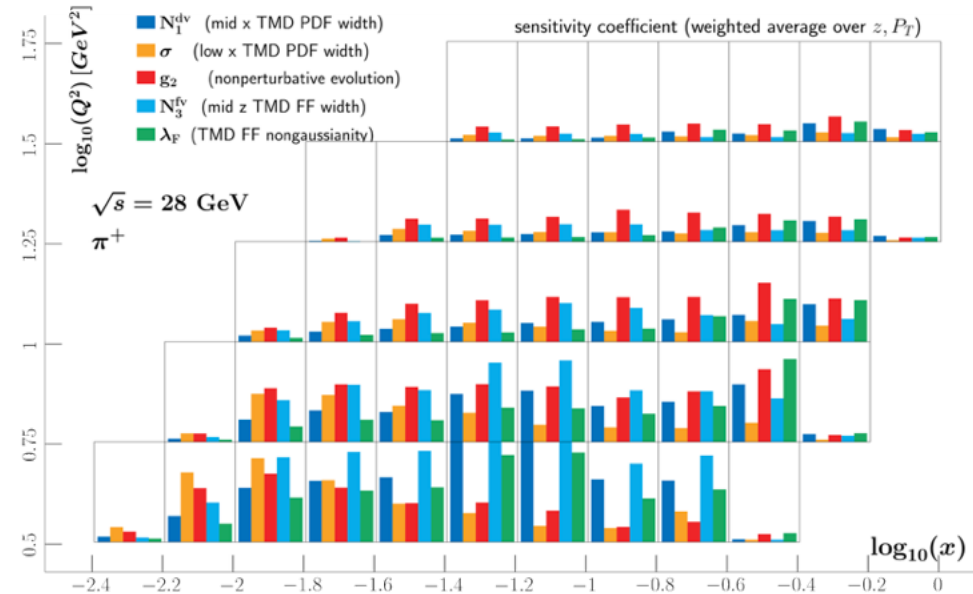 sensitivity coefficient (weighted average over z, P_T)
N₁ᵈᵛ (mid x TMD PDF width)
σ (low x TMD PDF width)
g₂ (nonperturbative evolution)
N₃ᶠᵛ (mid z TMD FF width)
λ_F (TMD FF nongaussianity)
log₁₀(Q²) [GeV²]
√s = 28 GeV
π⁺
1.75
1.5
1.25
1
0.75
0.5
log₁₀(x)
−2.4 −2.2 −2 −1.8 −1.6 −1.4 −1.2 −1 −0.8 −0.6 −0.4 −0.2 0